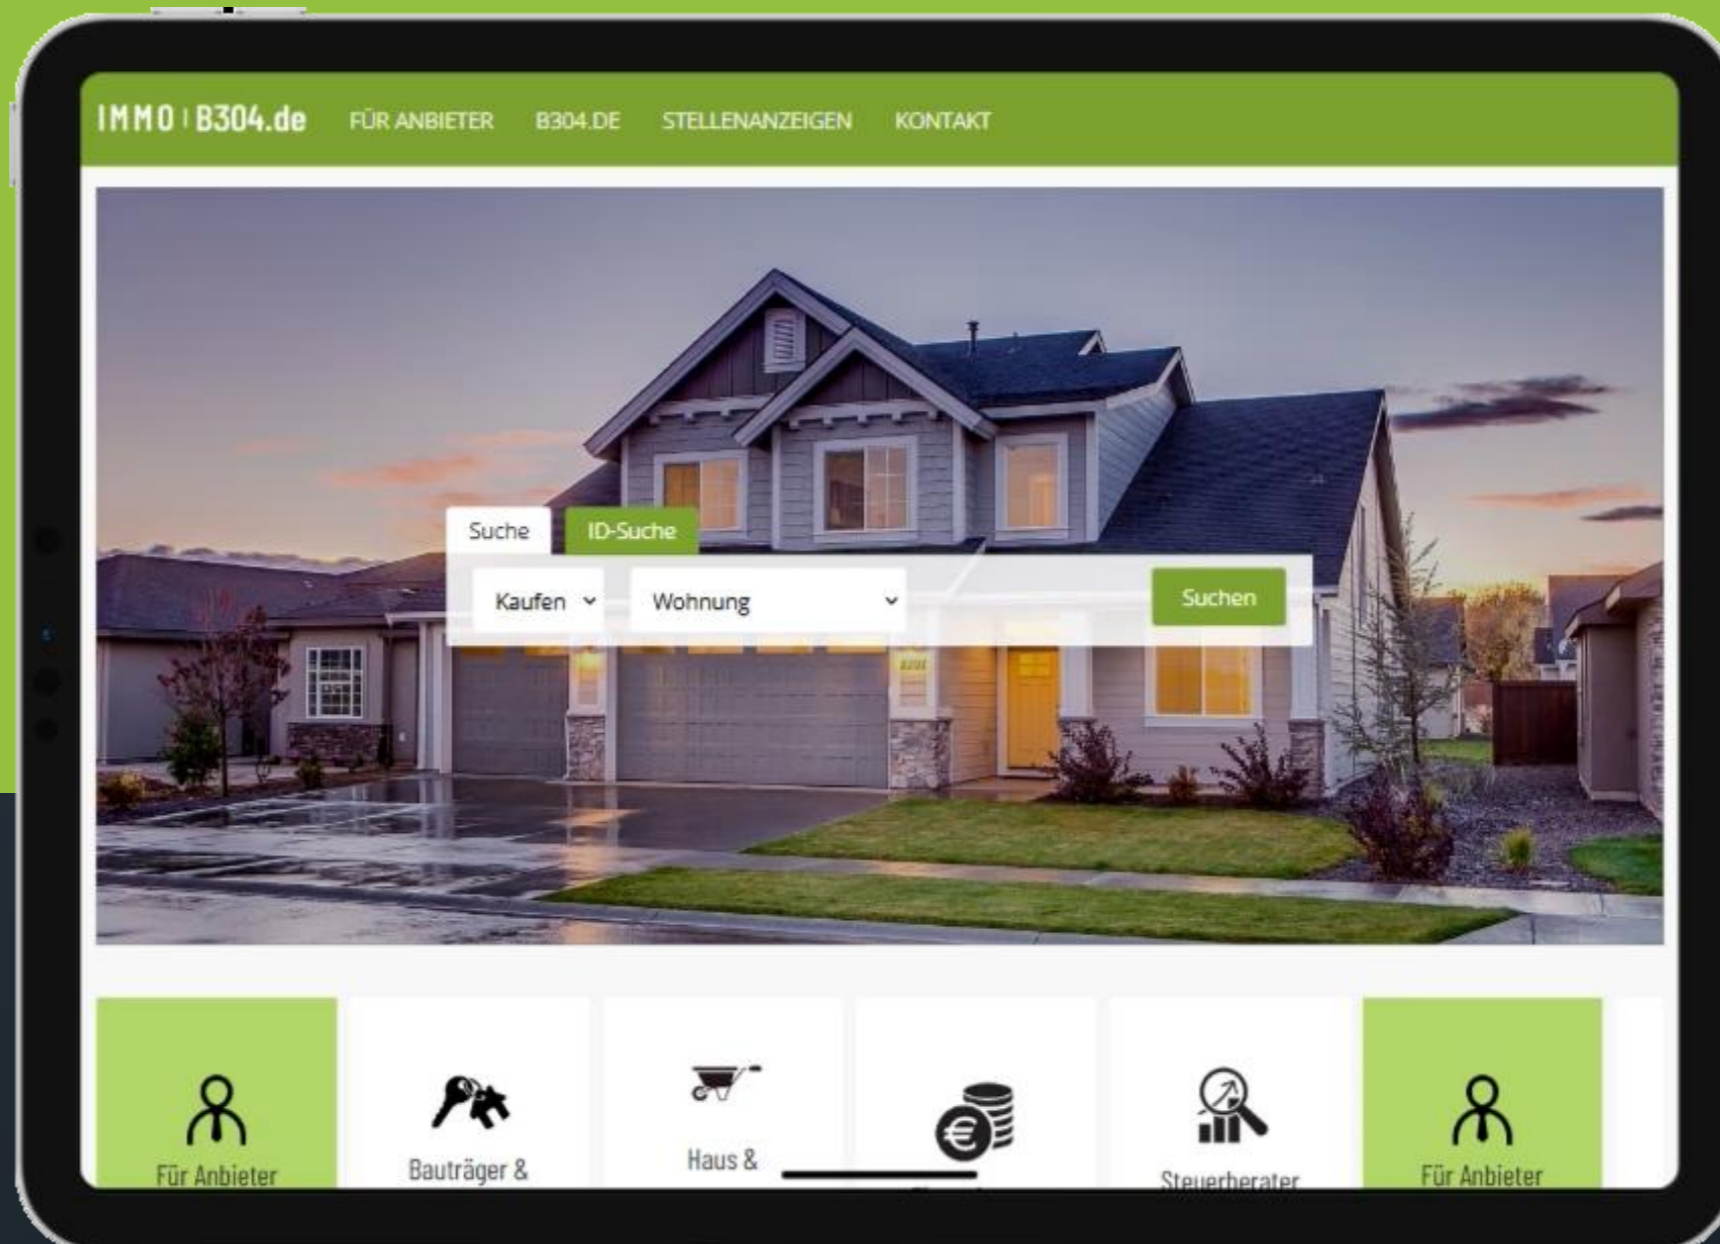 IMMO | B304.de FÜR ANBIETER B304.DE STELLENANZEIGEN KONTAKT
Suche ID-Suche
Kaufen Wohnung Suchen
Für Anbieter
Bauträger &
Haus &
Steuerberater
Für Anbieter